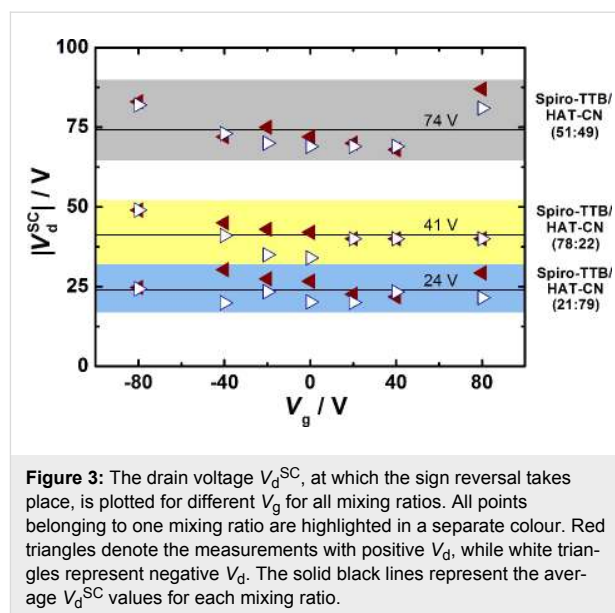 100
75
50
25
0
|V_d^SC| / V
74 V
41 V
24 V
Spiro-TTB/
HAT-CN
(51:49)
Spiro-TTB/
HAT-CN
(78:22)
Spiro-TTB/
HAT-CN
(21:79)
-80 -40 0 40 80
V_g / V
Figure 3: The drain voltage V_d^SC, at which the sign reversal takes
place, is plotted for different V_g for all mixing ratios. All points
belonging to one mixing ratio are highlighted in a separate colour. Red
triangles denote the measurements with positive V_d, while white trian-
gles represent negative V_d. The solid black lines represent the aver-
age V_d^SC values for each mixing ratio.